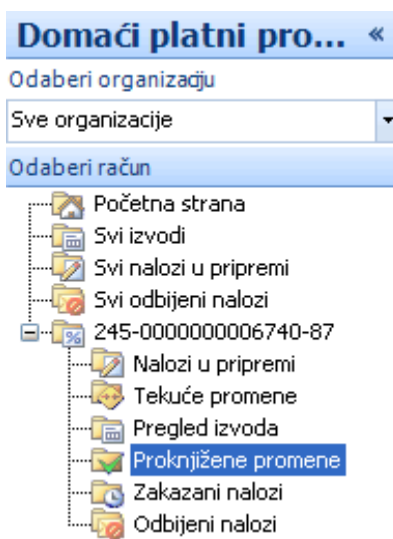 Domaći platni pro... «
Odaberi organizaciju
Sve organizacije
Odaberi račun
Početna strana
Svi izvodi
Svi nalozi u pripremi
Svi odbijeni nalozi
245-0000000006740-87
Nalozi u pripremi
Tekuće promene
Pregled izvoda
Proknjižene promene
Zakazani nalozi
Odbijeni nalozi